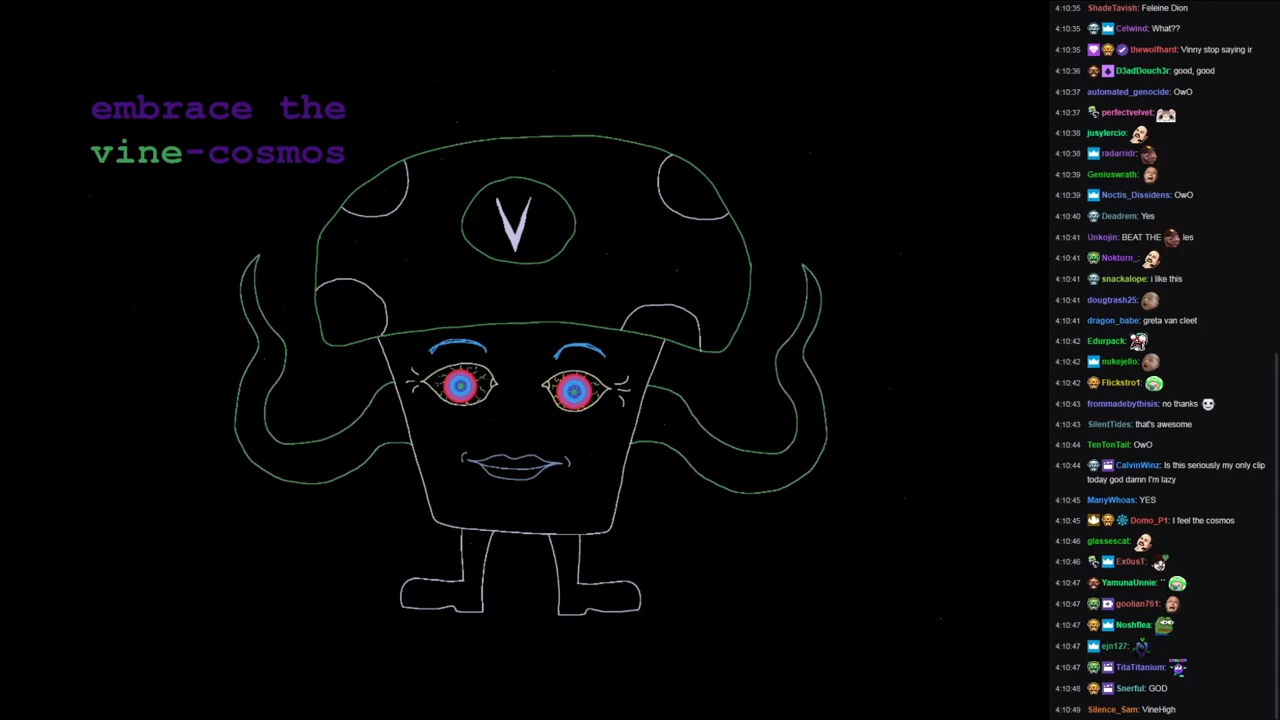 embrace the
vine-cosmos
V
4:10:35 ShadeTavish: Feleine Dion
4:10:35 Celwind: What??
4:10:35 thewolfhard: Vinny stop saying ir
4:10:36 D3adDouch3r: good, good
4:10:37 automated_genocide: OwO
4:10:37 perfectvelvet:
4:10:38 jusylercio:
4:10:38 radarridr:
4:10:39 Geniuswrath:
4:10:39 Noctis_Dissidens: OwO
4:10:40 Deadrem: Yes
4:10:41 Unkojin: BEAT THE les
4:10:41 Nokturn_:
4:10:41 snackalope: i like this
4:10:41 dougtrash25:
4:10:41 dragon_babe: greta van cleet
4:10:42 Edurpack:
4:10:42 nukejello:
4:10:42 Flickstro1:
4:10:43 frommadebythisis: no thanks
4:10:43 SilentTides: that's awesome
4:10:44 TenTonTail: OwO
4:10:44 CalvinWinz: Is this seriously my only clip
today god damn I'm lazy
4:10:45 ManyWhoas: YES
4:10:45 Domo_P1: I feel the cosmos
4:10:46 glassescat:
4:10:46 Ex0usT:
4:10:47 YamunaUnnie: ¨
4:10:47 goolian761:
4:10:47 Noshflea:
4:10:47 ejn127:
4:10:47 TitaTitanium:
4:10:48 Snerful: GOD
4:10:49 Silence_Sam: VineHigh